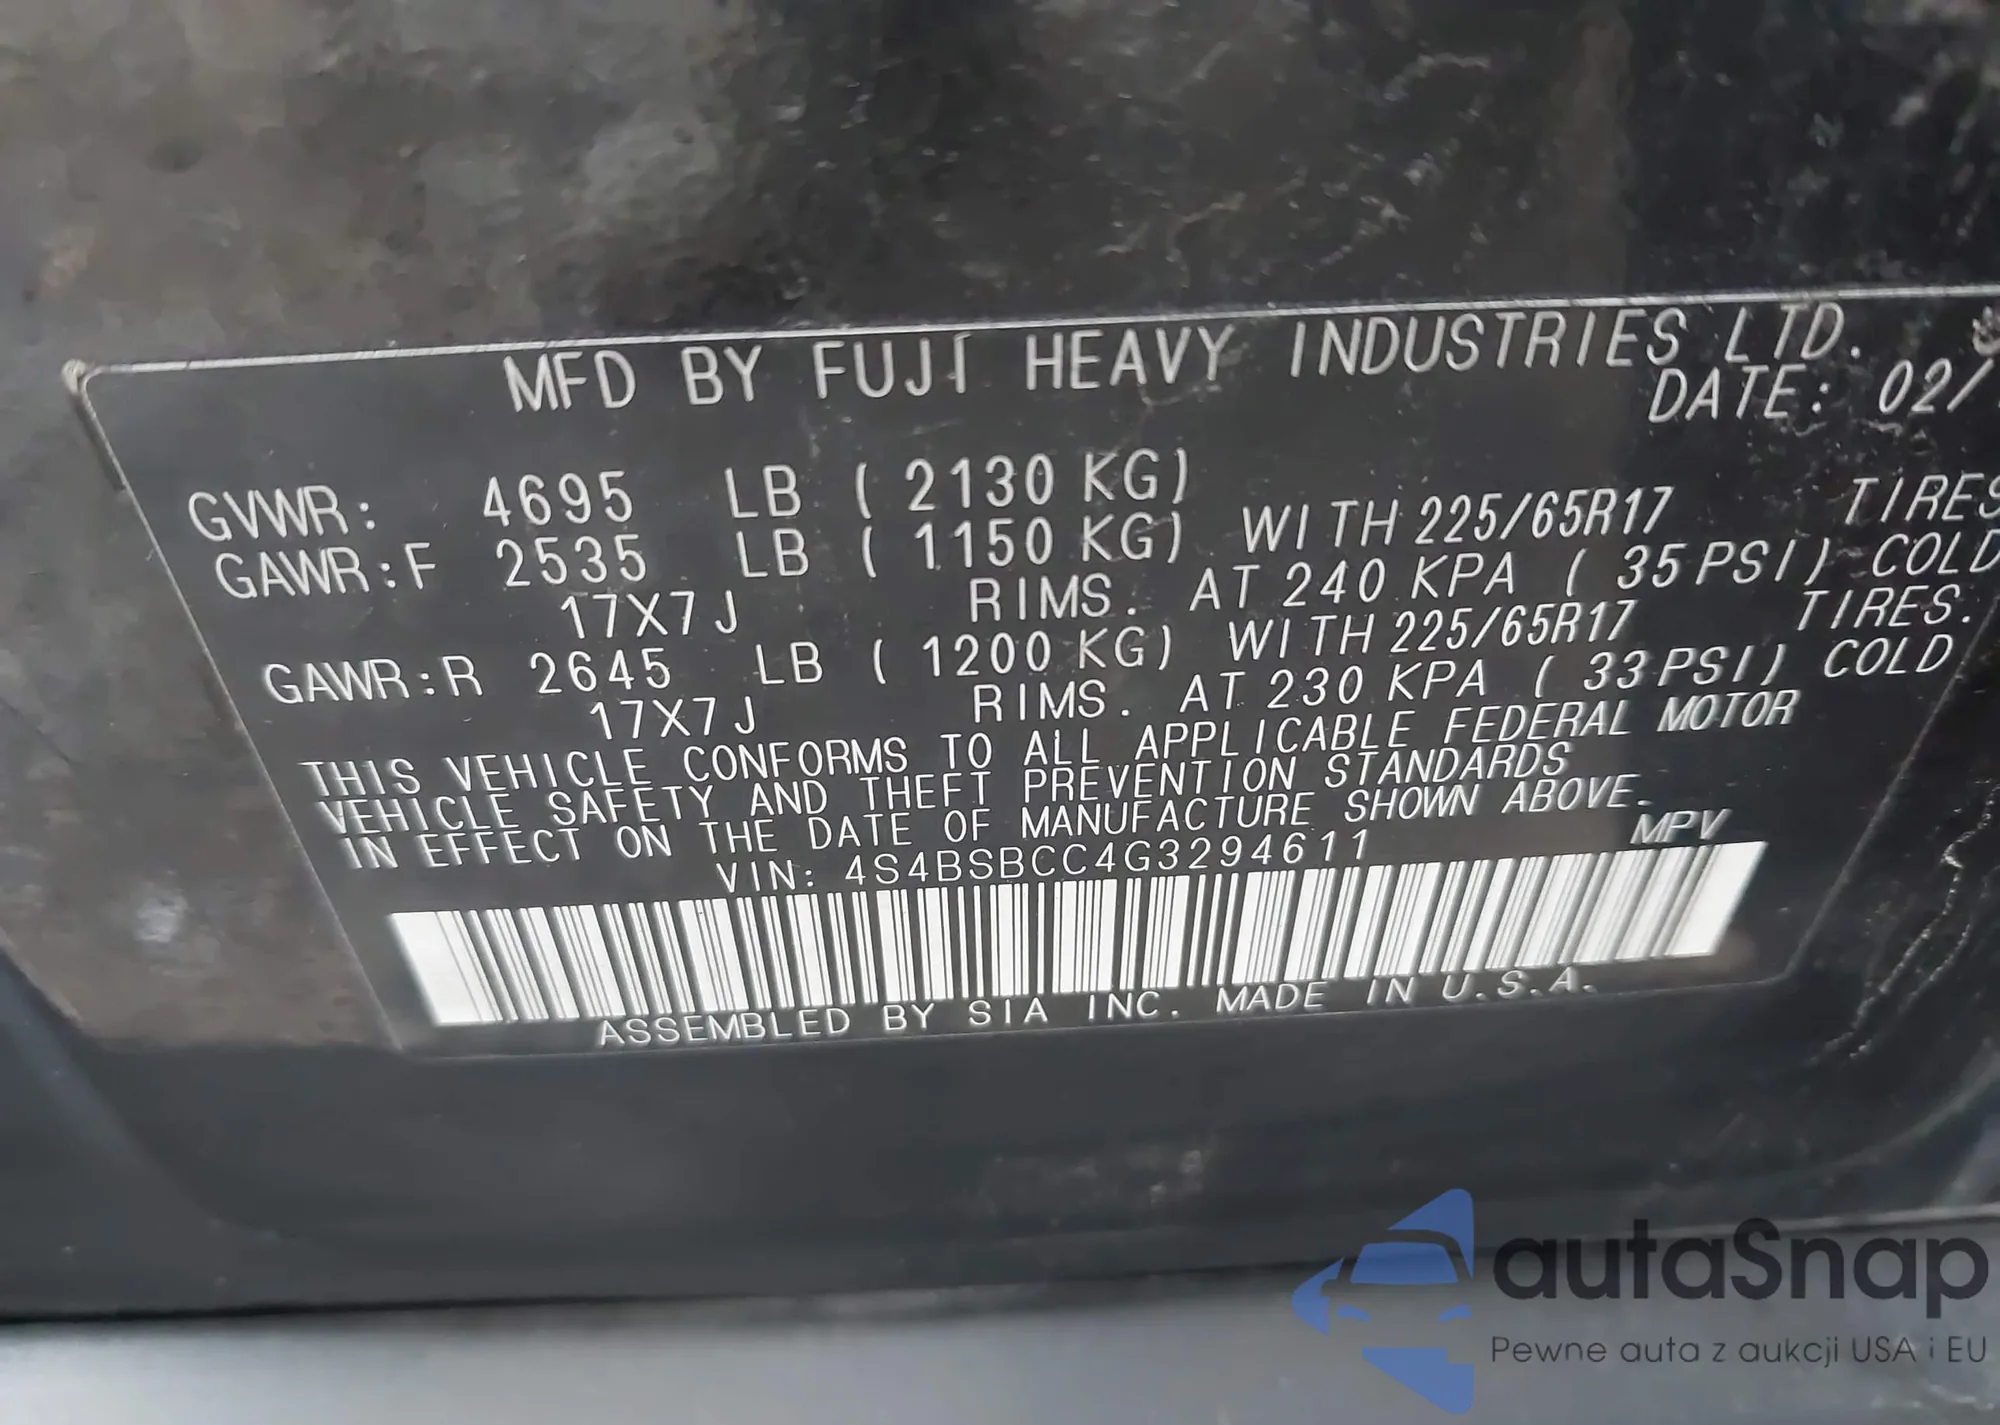 MFD BY FUJI HEAVY INDUSTRIES LTD.
DATE: 02/
GVWR: 4695 LB ( 2130 KG)
GAWR:F 2535 LB ( 1150 KG) WITH 225/65R17 TIRES
17X7J RIMS. AT 240 KPA ( 35 PSI) COLD
GAWR:R 2645 LB ( 1200 KG) WITH 225/65R17 TIRES.
17X7J RIMS. AT 230 KPA ( 33 PSI) COLD
THIS VEHICLE CONFORMS TO ALL APPLICABLE FEDERAL MOTOR
VEHICLE SAFETY AND THEFT PREVENTION STANDARDS
IN EFFECT ON THE DATE OF MANUFACTURE SHOWN ABOVE.
VIN: 4S4BSBCC4G3294611 MPV
ASSEMBLED BY SIA INC. MADE IN U.S.A.
autaSnap
Pewne auta z aukcji USA i EU